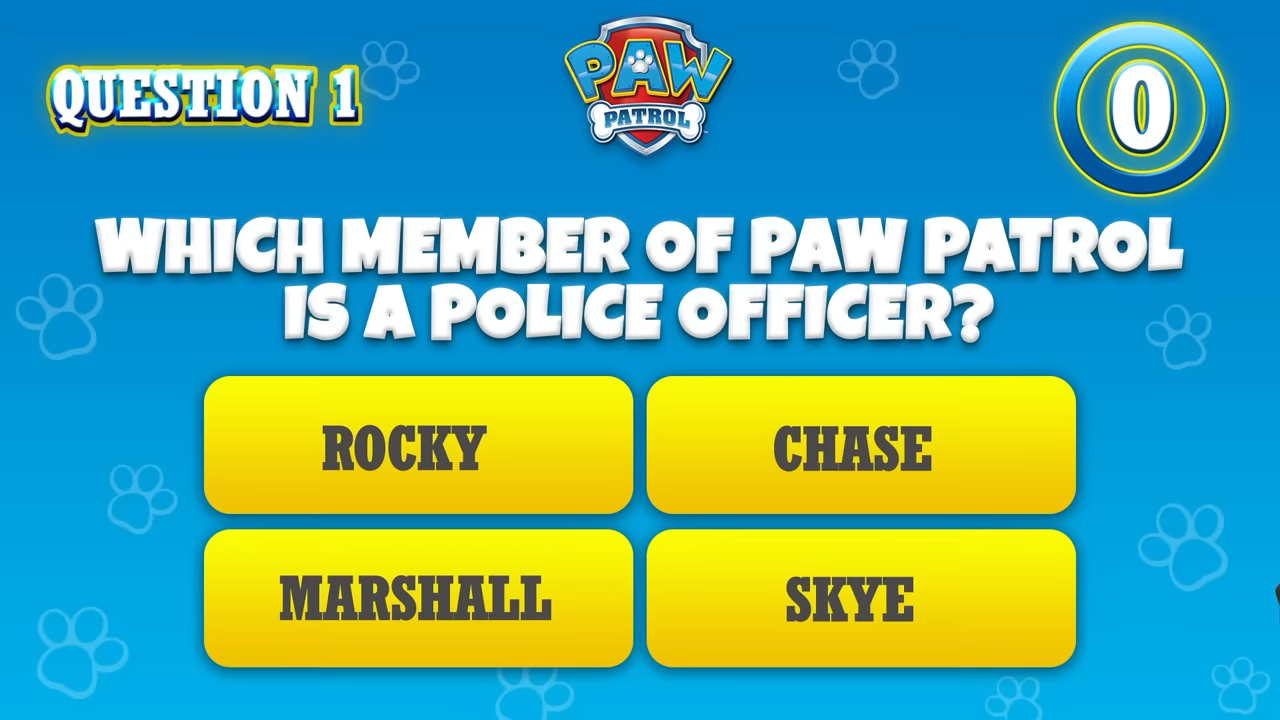 QUESTION 1
PAW
PATROL
0
WHICH MEMBER OF PAW PATROL
IS A POLICE OFFICER?
ROCKY
CHASE
MARSHALL
SKYE